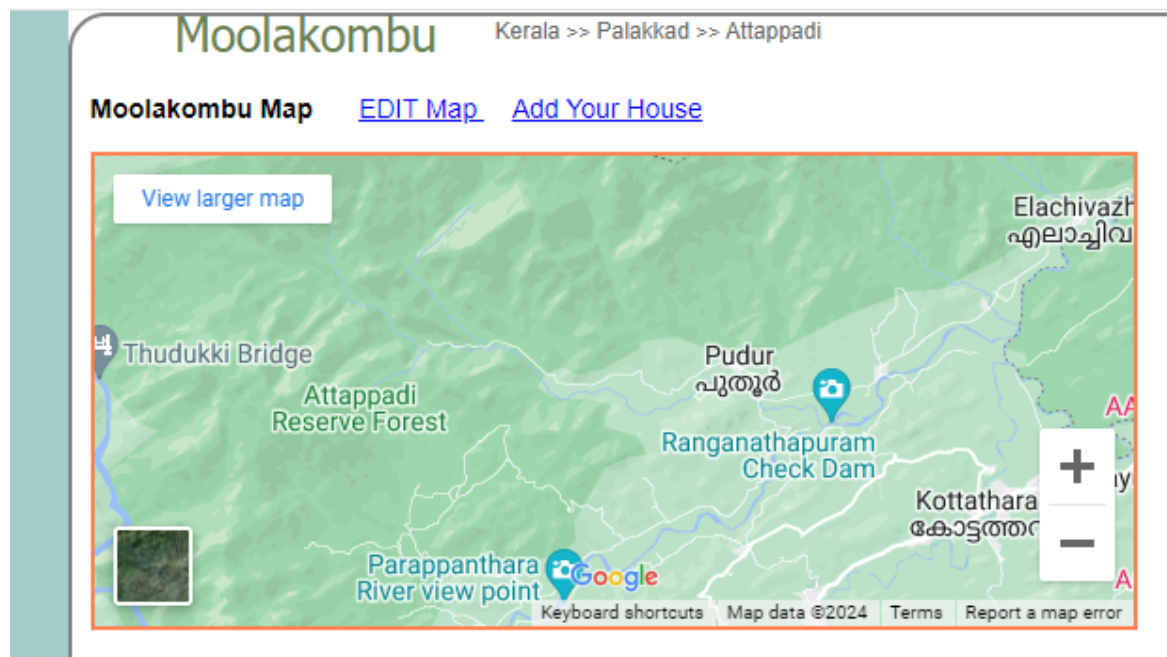 Moolakombu
Kerala >> Palakkad >> Attappadi
Moolakombu Map
EDIT Map
Add Your House
View larger map
Elachivazh
എലാച്ചിവ
Thudukki Bridge
Pudur
പുതൂർ
Attappadi
Reserve Forest
AA
Ranganathapuram
Check Dam
Kottathara
കോട്ടത്തറ
Parappanthara
River view point
Google
A
Keyboard shortcuts
Map data ©2024
Terms
Report a map error